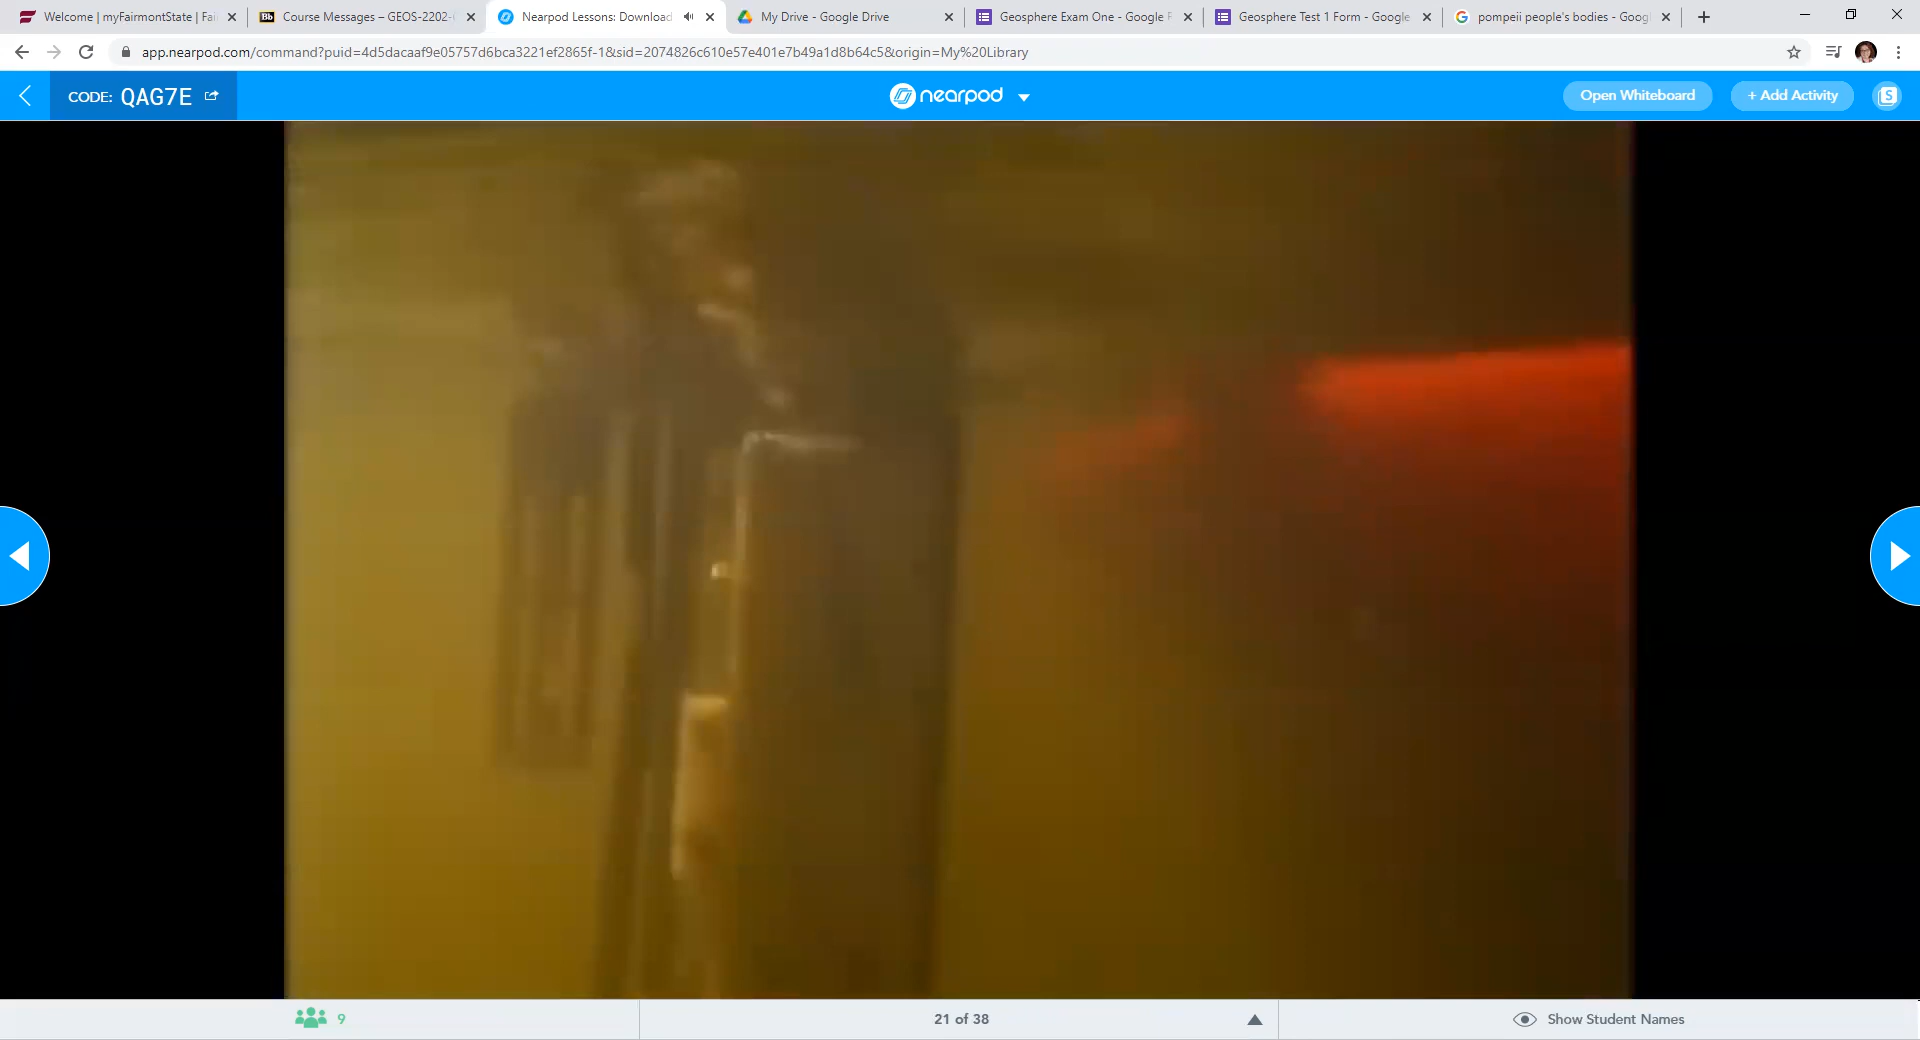 Welcome | myFairmontState | Fai
Course Messages – GEOS-2202-
Nearpod Lessons: Download
My Drive - Google Drive
Geosphere Exam One - Google F
Geosphere Test 1 Form - Google
pompeii people's bodies - Goog
app.nearpod.com/command?puid=4d5dacaaf9e05757d6bca3221ef2865f-1&sid=2074826c610e57e401e7b49a1d8b64c5&origin=My%20Library
CODE: QAG7E
nearpod
Open Whiteboard
+ Add Activity
S
9
21 of 38
Show Student Names